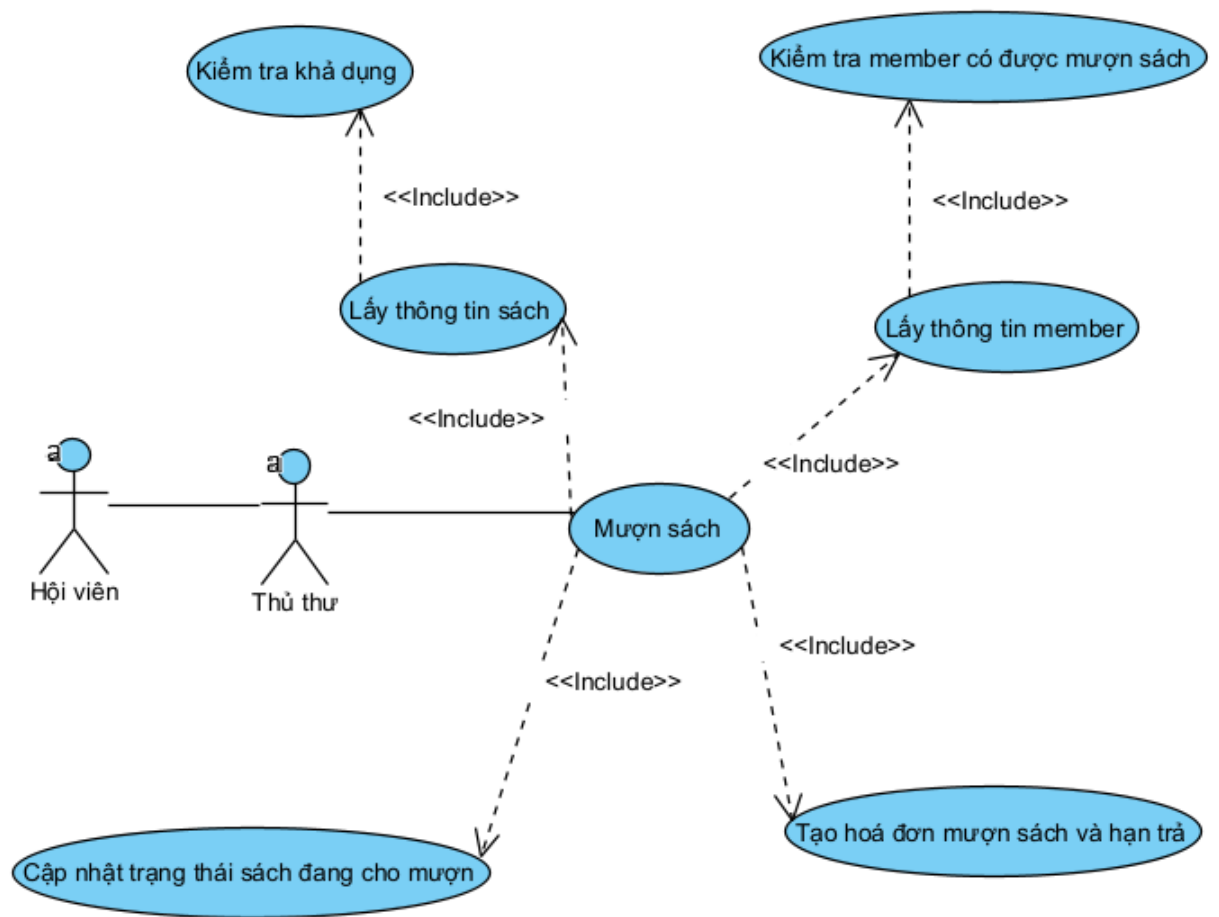 Kiểm tra khả dụng
Kiểm tra member có được mượn sách
<<Include>>
<<Include>>
Lấy thông tin sách
Lấy thông tin member
<<Include>>
a
a
<<Include>>
Mượn sách
Hội viên
Thủ thư
<<Include>>
<<Include>>
Tạo hoá đơn mượn sách và hạn trả
Cập nhật trạng thái sách đang cho mượn